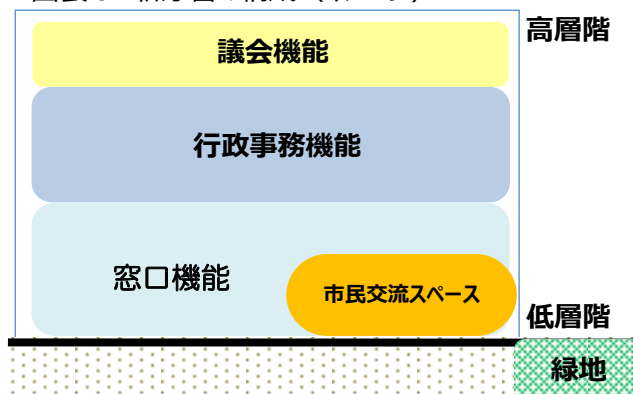 高層階
議会機能
行政事務機能
窓口機能
市民交流スペース
低層階
緑地